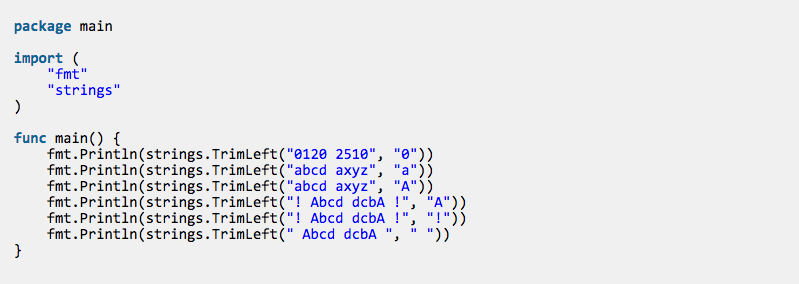 package main
import (
    "fmt"
    "strings"
)
func main() {
    fmt.Println(strings.TrimLeft("0120 2510", "0"))
    fmt.Println(strings.TrimLeft("abcd axyz", "a"))
    fmt.Println(strings.TrimLeft("abcd axyz", "A"))
    fmt.Println(strings.TrimLeft("! Abcd dcbA !", "A"))
    fmt.Println(strings.TrimLeft("! Abcd dcbA !", "!"))
    fmt.Println(strings.TrimLeft(" Abcd dcbA ", " "))
}